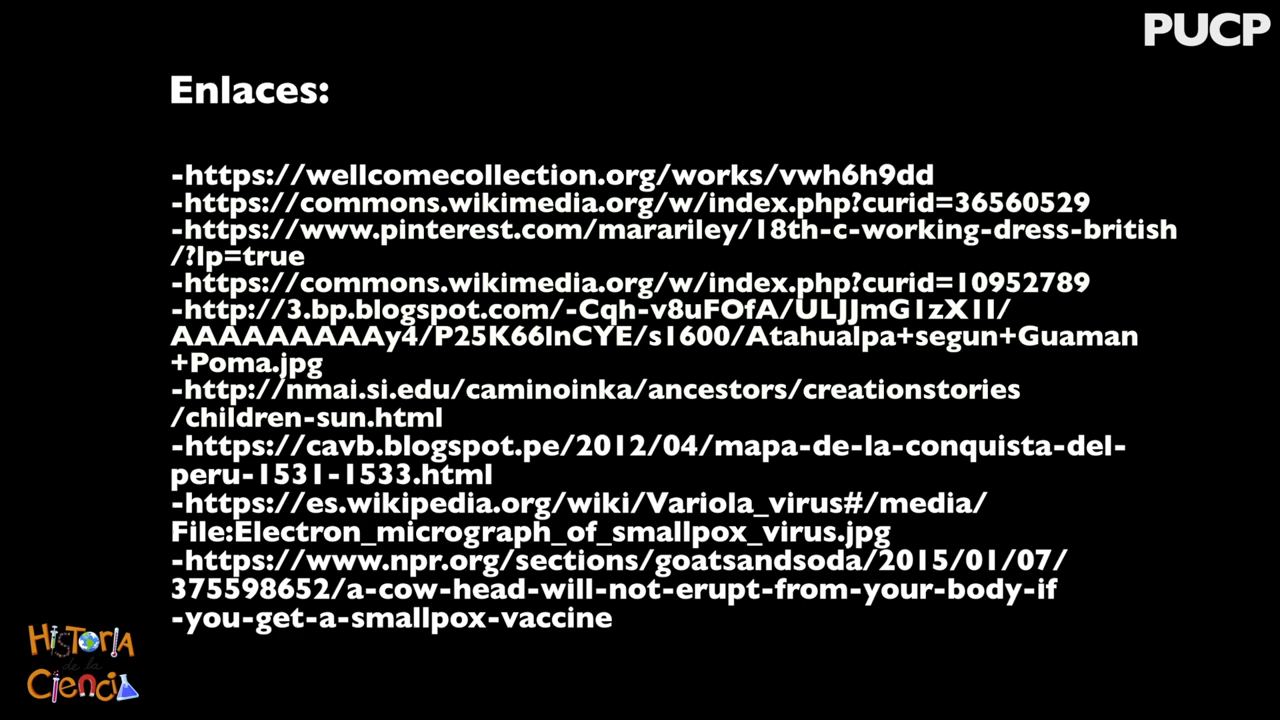 PUCP
Enlaces:
-https://wellcomecollection.org/works/vwh6h9dd
-https://commons.wikimedia.org/w/index.php?curid=36560529
-https://www.pinterest.com/marariley/18th-c-working-dress-british
/?lp=true
-https://commons.wikimedia.org/w/index.php?curid=10952789
-http://3.bp.blogspot.com/-Cqh-v8uFOfA/ULJJmG1zX1I/
AAAAAAAAAy4/P25K66lnCYE/s1600/Atahualpa+segun+Guaman
+Poma.jpg
-http://nmai.si.edu/caminoinka/ancestors/creationstories
/children-sun.html
-https://cavb.blogspot.pe/2012/04/mapa-de-la-conquista-del-
peru-1531-1533.html
-https://es.wikipedia.org/wiki/Variola_virus#/media/
File:Electron_micrograph_of_smallpox_virus.jpg
-https://www.npr.org/sections/goatsandsoda/2015/01/07/
375598652/a-cow-head-will-not-erupt-from-your-body-if
-you-get-a-smallpox-vaccine
HiSTORiA
de la
CienciA